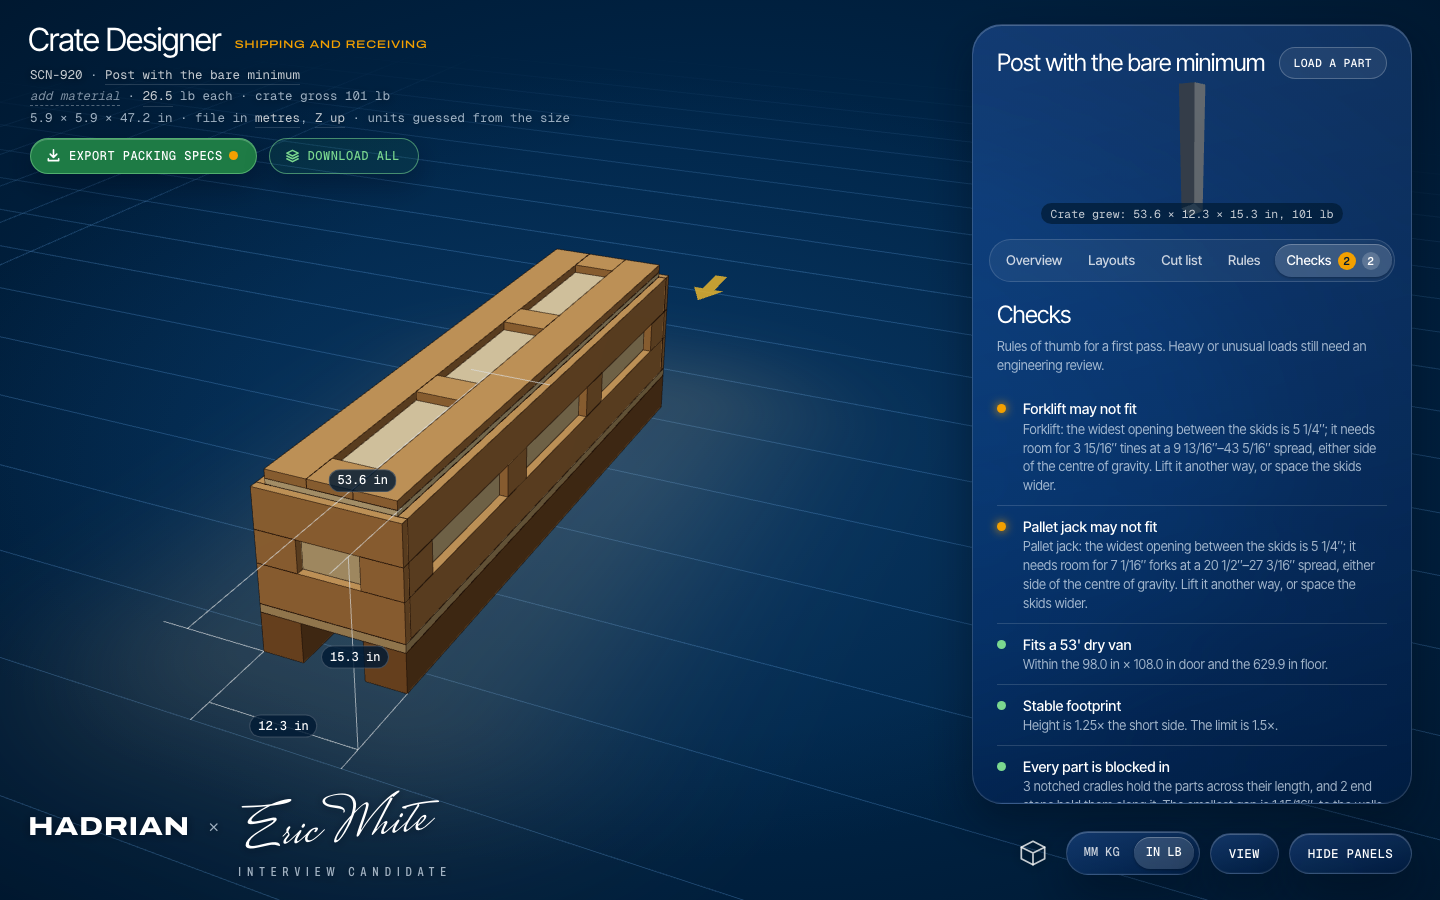 Crate Designer SHIPPING AND RECEIVING
SCN-920 · Post with the bare minimum
add material · 26.5 lb each · crate gross 101 lb
5.9 × 5.9 × 47.2 in · file in metres, Z up · units guessed from the size
EXPORT PACKING SPECS
DOWNLOAD ALL
53.6 in
15.3 in
12.3 in
HADRIAN × Eric White
INTERVIEW CANDIDATE
Post with the bare minimum
LOAD A PART
Crate grew: 53.6 × 12.3 × 15.3 in, 101 lb
Overview Layouts Cut list Rules Checks 2 2
Checks
Rules of thumb for a first pass. Heavy or unusual loads still need an
engineering review.
Forklift may not fit
Forklift: the widest opening between the skids is 5 1/4″; it needs
room for 3 15/16″ tines at a 9 13/16″–43 5/16″ spread, either side
of the centre of gravity. Lift it another way, or space the skids
wider.
Pallet jack may not fit
Pallet jack: the widest opening between the skids is 5 1/4″; it
needs room for 7 1/16″ forks at a 20 1/2″–27 3/16″ spread, either
side of the centre of gravity. Lift it another way, or space the
skids wider.
Fits a 53' dry van
Within the 98.0 in × 108.0 in door and the 629.9 in floor.
Stable footprint
Height is 1.25× the short side. The limit is 1.5×.
Every part is blocked in
3 notched cradles hold the parts across their length, and 2 end
MM KG IN LB
VIEW
HIDE PANELS